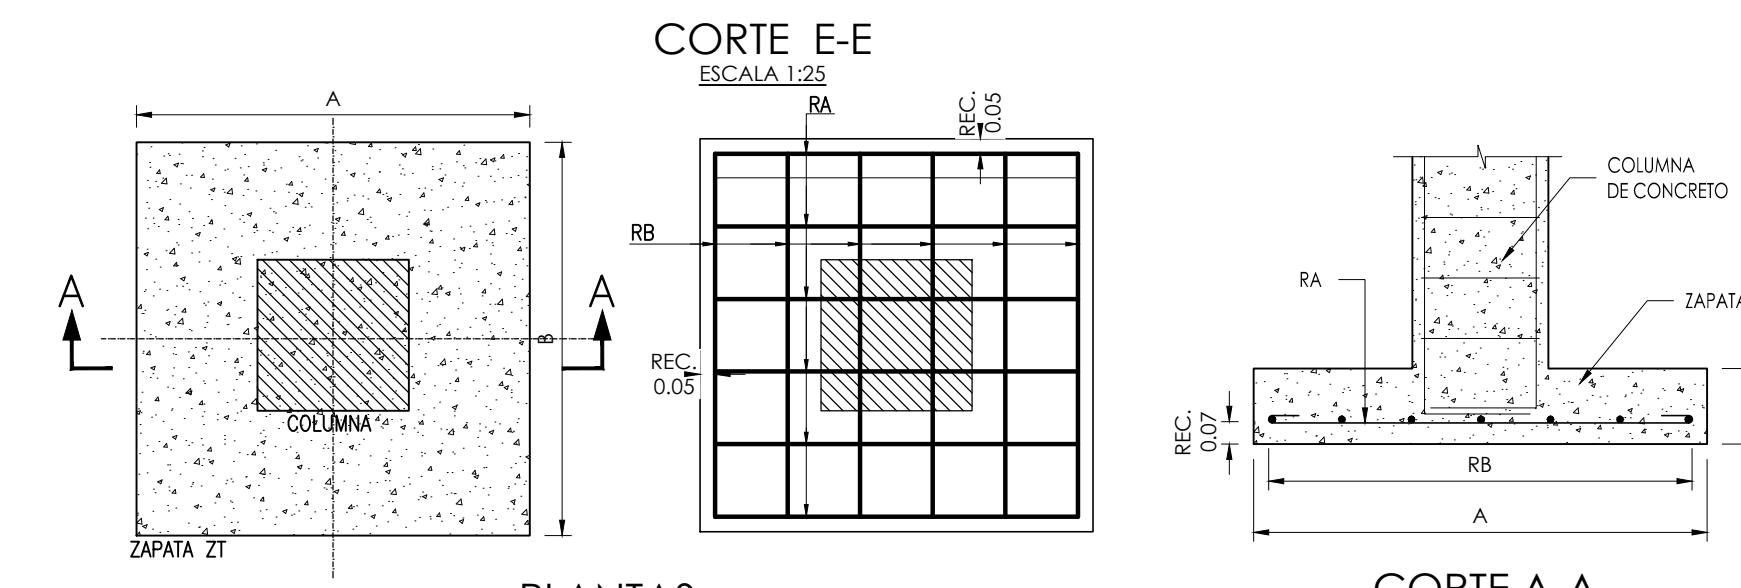 CORTE E-E
ESCALA 1:25
A
RA
REC.
0.05
COLUMNA
DE CONCRETO
RB
A
A
B
RA
ZAPATA
REC.
0.05
COLUMNA
REC.
0.07
RB
A
ZAPATA ZT
CORTE A-A